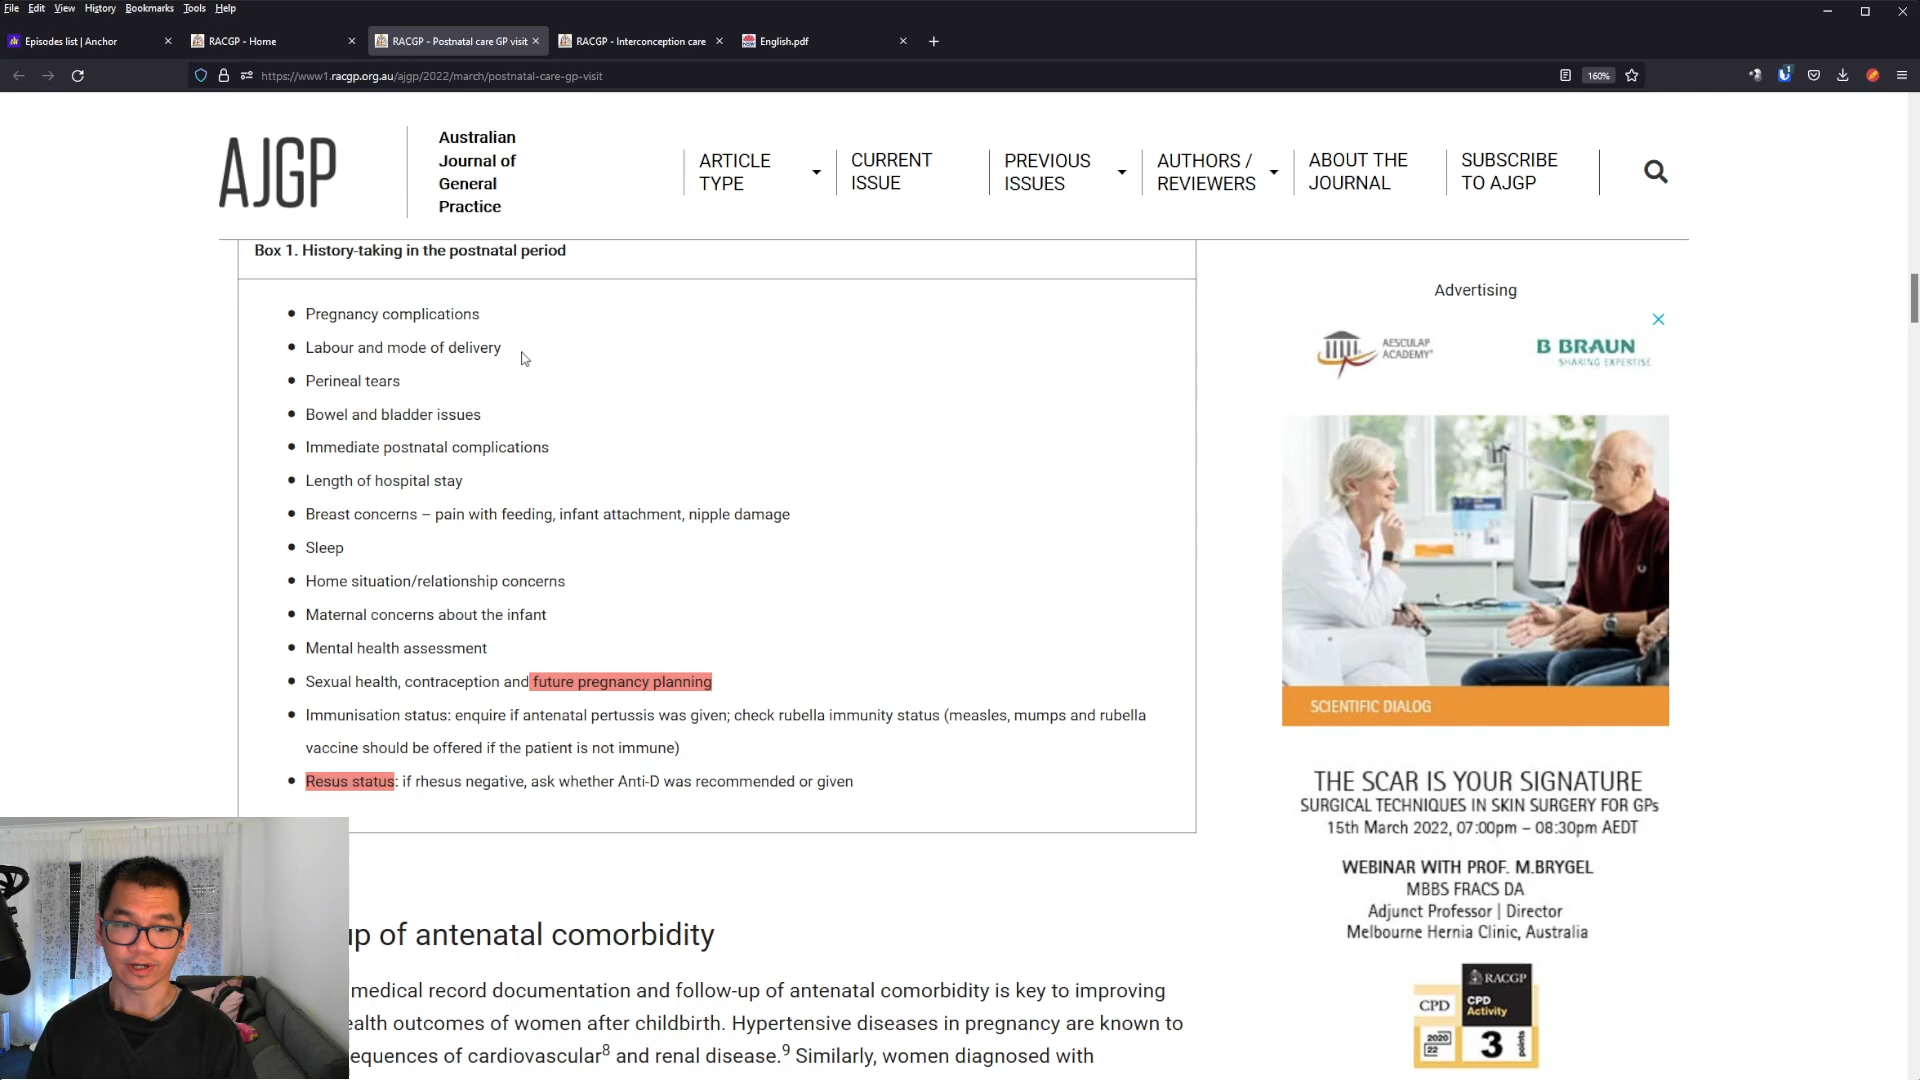 File Edit View History Bookmarks Tools Help
Episodes list | Anchor
RACGP - Home
RACGP - Postnatal care GP visit
RACGP - Interconception care
English.pdf
https://www1.racgp.org.au/ajgp/2022/march/postnatal-care-gp-visit
160%
1
AJGP
Australian
Journal of
General
Practice
ARTICLE
TYPE
CURRENT
ISSUE
PREVIOUS
ISSUES
AUTHORS /
REVIEWERS
ABOUT THE
JOURNAL
SUBSCRIBE
TO AJGP
Box 1. History-taking in the postnatal period
• Pregnancy complications
• Labour and mode of delivery
• Perineal tears
• Bowel and bladder issues
• Immediate postnatal complications
• Length of hospital stay
• Breast concerns – pain with feeding, infant attachment, nipple damage
• Sleep
• Home situation/relationship concerns
• Maternal concerns about the infant
• Mental health assessment
• Sexual health, contraception and future pregnancy planning
• Immunisation status: enquire if antenatal pertussis was given; check rubella immunity status (measles, mumps and rubella
vaccine should be offered if the patient is not immune)
• Resus status: if rhesus negative, ask whether Anti-D was recommended or given
up of antenatal comorbidity
medical record documentation and follow-up of antenatal comorbidity is key to improving
ealth outcomes of women after childbirth. Hypertensive diseases in pregnancy are known to
equences of cardiovascular8 and renal disease.9 Similarly, women diagnosed with
Advertising
AESCULAP
ACADEMY®
B BRAUN
SHARING EXPERTISE
SCIENTIFIC DIALOG
THE SCAR IS YOUR SIGNATURE
SURGICAL TECHNIQUES IN SKIN SURGERY FOR GPs
15th March 2022, 07:00pm – 08:30pm AEDT
WEBINAR WITH PROF. M.BRYGEL
MBBS FRACS DA
Adjunct Professor | Director
Melbourne Hernia Clinic, Australia
RACGP
CPD
CPD
Activity
2020
22
3
points